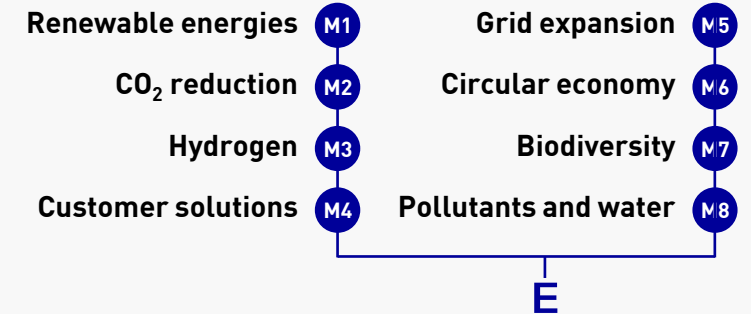 Renewable energies M1
CO₂ reduction M2
Hydrogen M3
Customer solutions M4
Grid expansion M5
Circular economy M6
Biodiversity M7
Pollutants and water M8
E